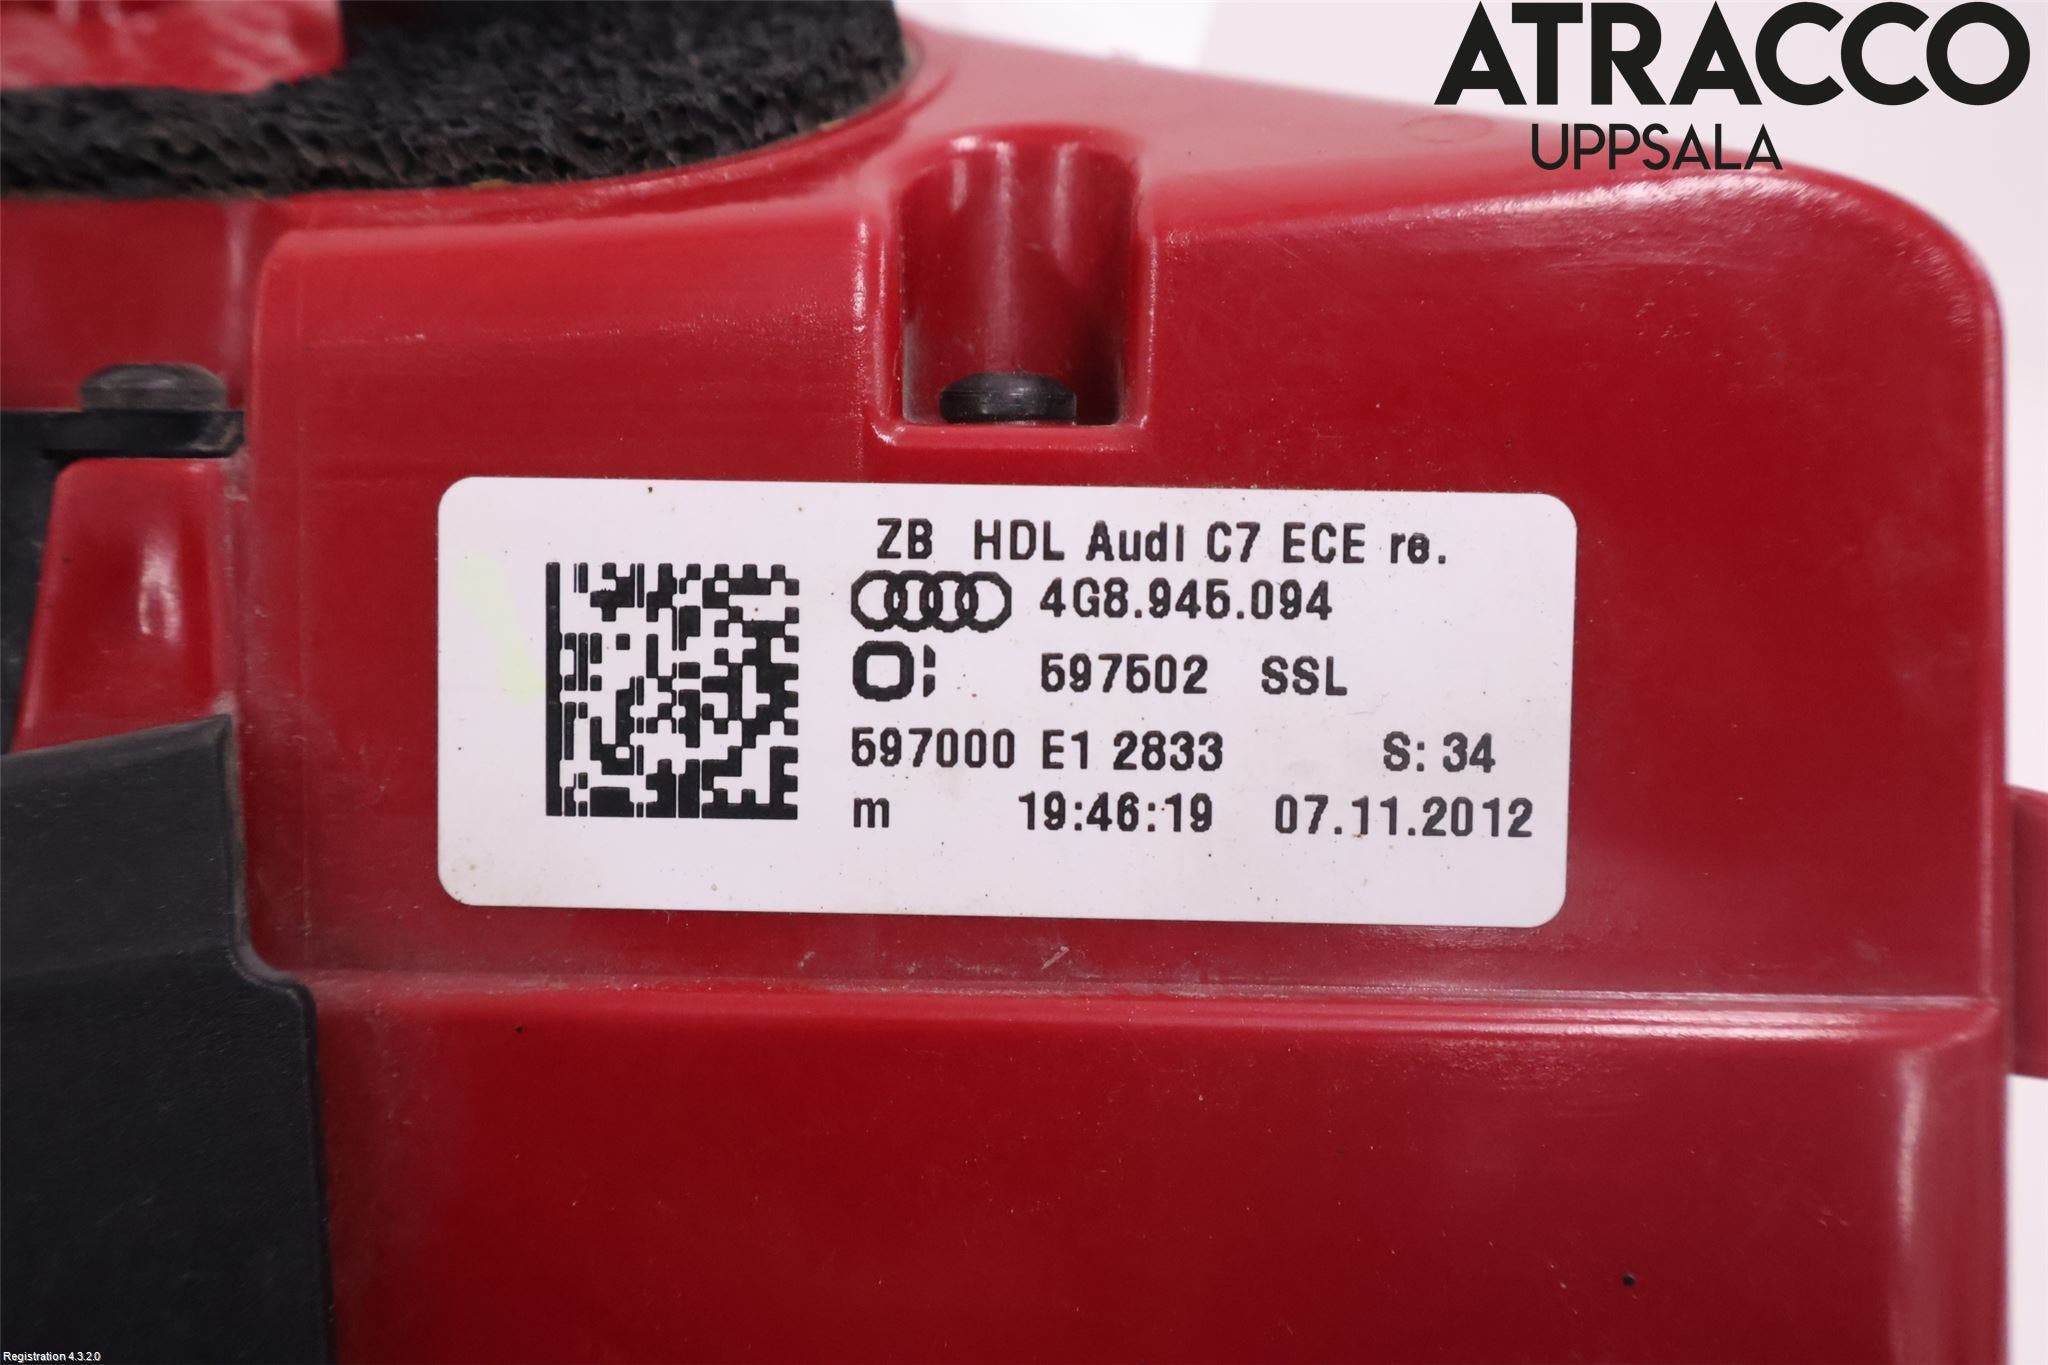 ATRACCO
UPPSALA
ZB HDL Audi C7 ECE re.
4G8.945.094
597502 SSL
597000 E1 2833 S: 34
m 19:46:19 07.11.2012
Registration 4.3.2.0